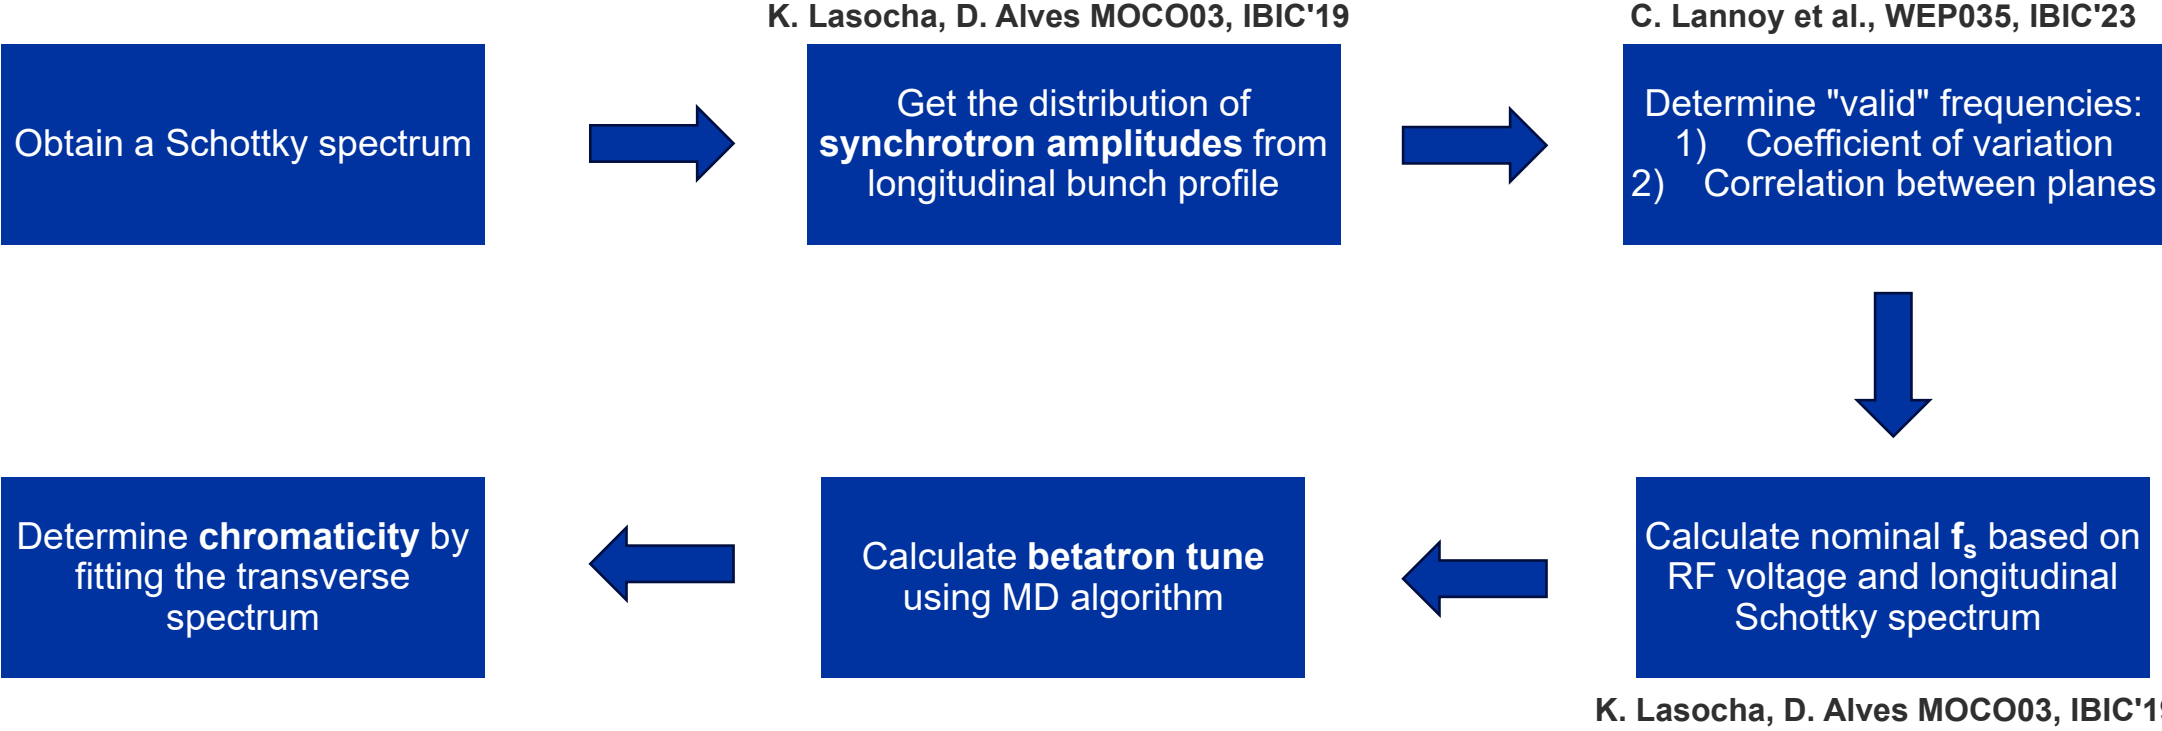 K. Lasocha, D. Alves MOCO03, IBIC'19
C. Lannoy et al., WEP035, IBIC'23
Obtain a Schottky spectrum
Get the distribution of
synchrotron amplitudes from
longitudinal bunch profile
Determine "valid" frequencies:
1) Coefficient of variation
2) Correlation between planes
Determine chromaticity by
fitting the transverse
spectrum
Calculate betatron tune
using MD algorithm
Calculate nominal fs based on
RF voltage and longitudinal
Schottky spectrum
K. Lasocha, D. Alves MOCO03, IBIC'19